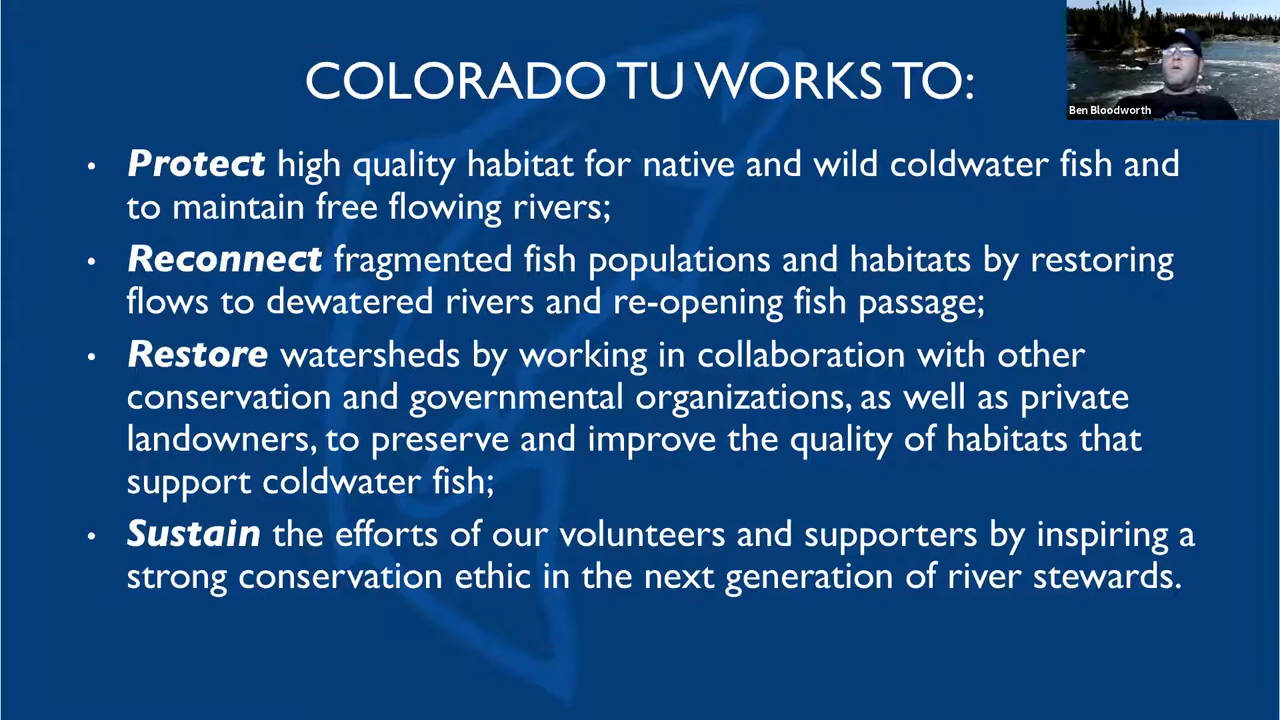 COLORADO TU WORKS TO:
Ben Bloodworth
• Protect high quality habitat for native and wild coldwater fish and
to maintain free flowing rivers;
• Reconnect fragmented fish populations and habitats by restoring
flows to dewatered rivers and re-opening fish passage;
• Restore watersheds by working in collaboration with other
conservation and governmental organizations, as well as private
landowners, to preserve and improve the quality of habitats that
support coldwater fish;
• Sustain the efforts of our volunteers and supporters by inspiring a
strong conservation ethic in the next generation of river stewards.